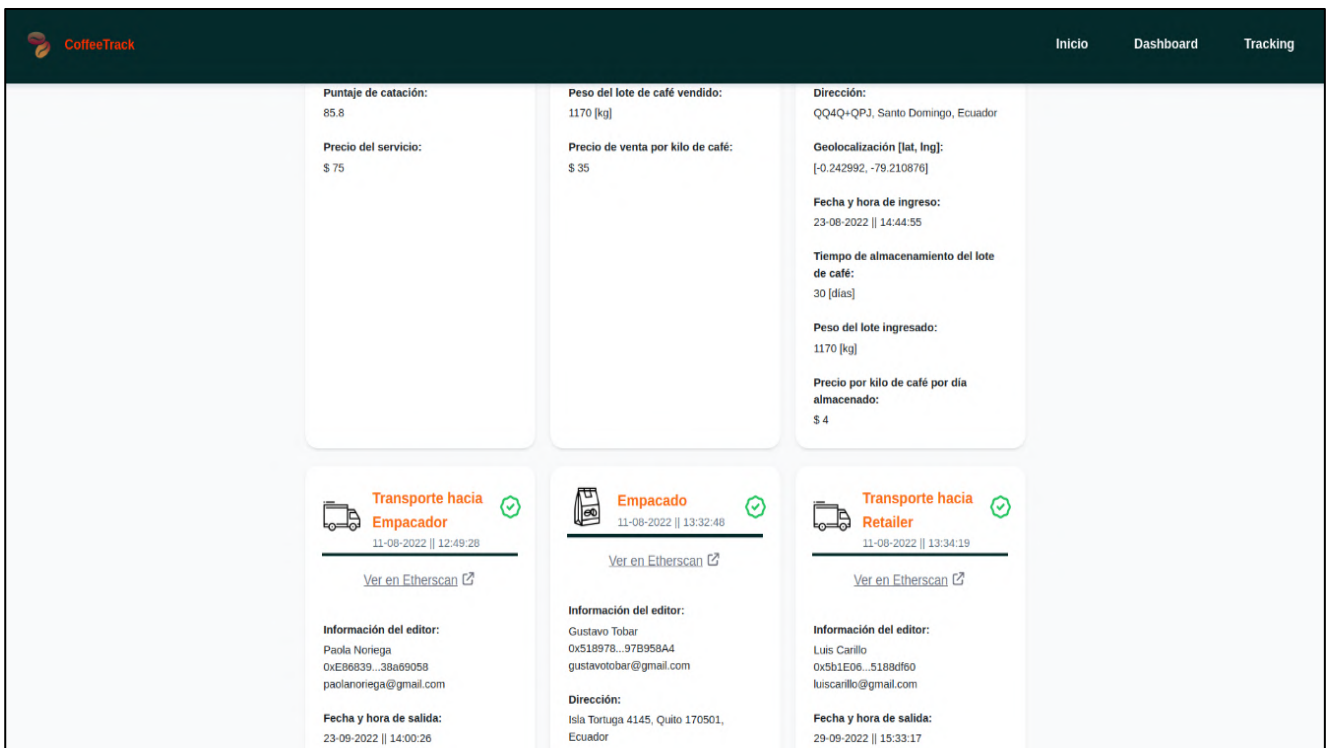 CoffeeTrack
Inicio
Dashboard
Tracking
Puntaje de catación:
85.8
Precio del servicio:
$ 75
Peso del lote de café vendido:
1170 [kg]
Precio de venta por kilo de café:
$ 35
Dirección:
QQ4Q+QPJ, Santo Domingo, Ecuador
Geolocalización [lat, lng]:
[-0.242992, -79.210876]
Fecha y hora de ingreso:
23-08-2022 || 14:44:55
Tiempo de almacenamiento del lote
de café:
30 [días]
Peso del lote ingresado:
1170 [kg]
Precio por kilo de café por día
almacenado:
$ 4
Transporte hacia
Empacador
11-08-2022 || 12:49:28
Ver en Etherscan
Información del editor:
Paola Noriega
0xE86839...38a69058
paolanoriega@gmail.com
Fecha y hora de salida:
23-09-2022 || 14:00:26
Empacado
11-08-2022 || 13:32:48
Ver en Etherscan
Información del editor:
Gustavo Tobar
0x518978...97B958A4
gustavotobar@gmail.com
Dirección:
Isla Tortuga 4145, Quito 170501,
Ecuador
Transporte hacia
Retailer
11-08-2022 || 13:34:19
Ver en Etherscan
Información del editor:
Luis Carillo
0x5b1E06...5188df60
luiscarillo@gmail.com
Fecha y hora de salida:
29-09-2022 || 15:33:17